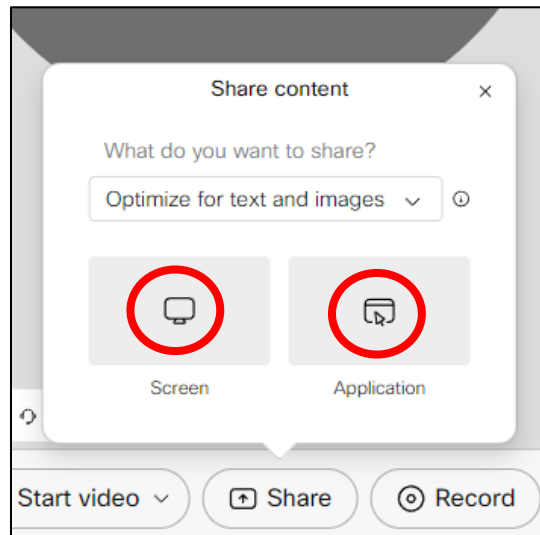 Share content
What do you want to share?
Optimize for text and images
Screen Application
Start video Share Record